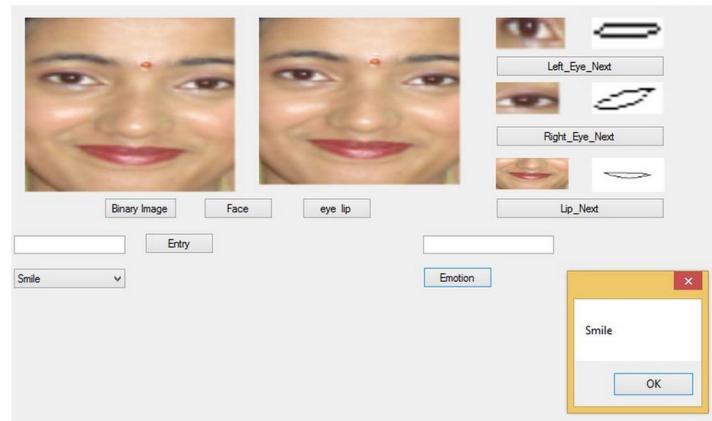 Left_Eye_Next
Right_Eye_Next
Binary Image
Face
eye lip
Lip_Next
Entry
Smile
Emotion
Smile
OK